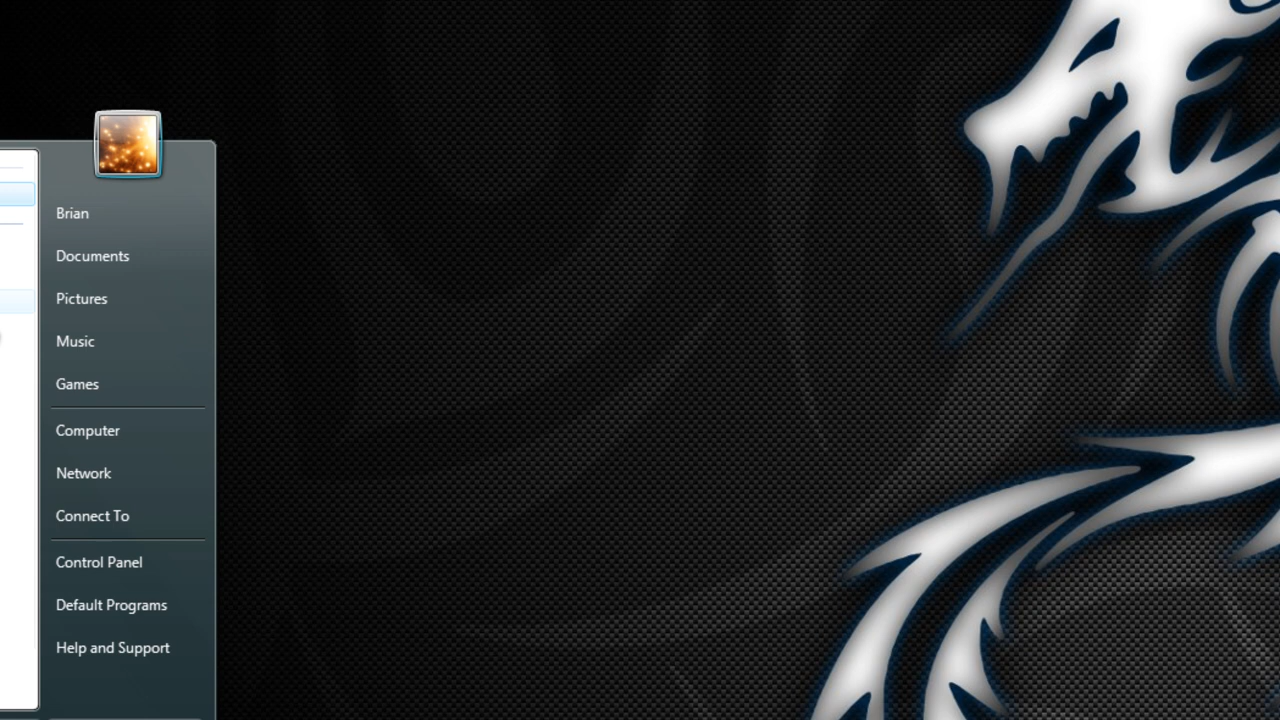 Brian
Documents
Pictures
Music
Games
Computer
Network
Connect To
Control Panel
Default Programs
Help and Support